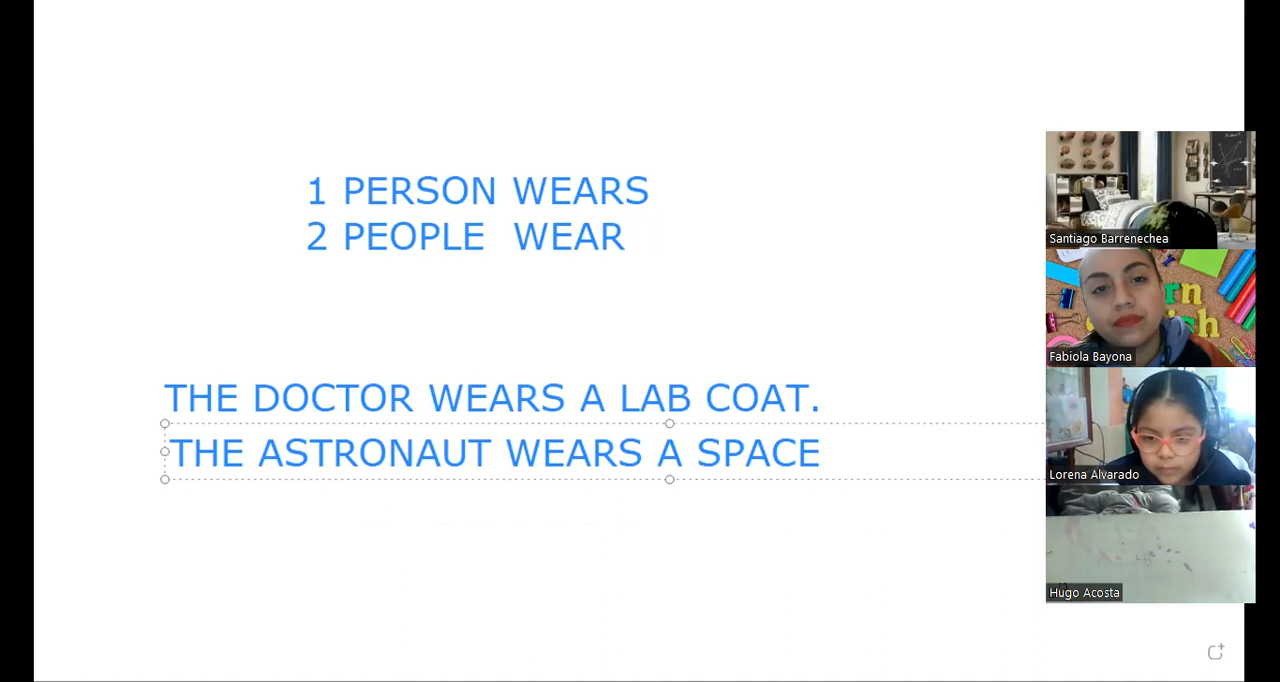 1 PERSON WEARS
2 PEOPLE WEAR
THE DOCTOR WEARS A LAB COAT.
THE ASTRONAUT WEARS A SPACE
Santiago Barrenechea
Fabiola Bayona
Lorena Alvarado
Hugo Acosta